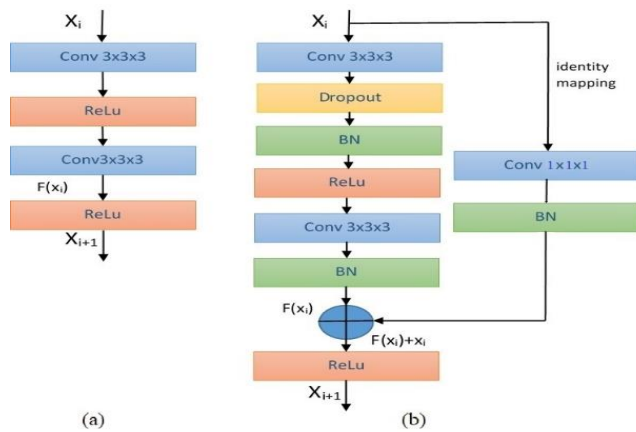 Xi
Conv 3x3x3
ReLu
Conv3x3x3
F(xi)
ReLu
Xi+1
(a)
Xi
Conv 3x3x3
Dropout
BN
ReLu
Conv 3x3x3
BN
F(xi)
F(xi)+xi
ReLu
Xi+1
identity
mapping
Conv 1x1x1
BN
(b)